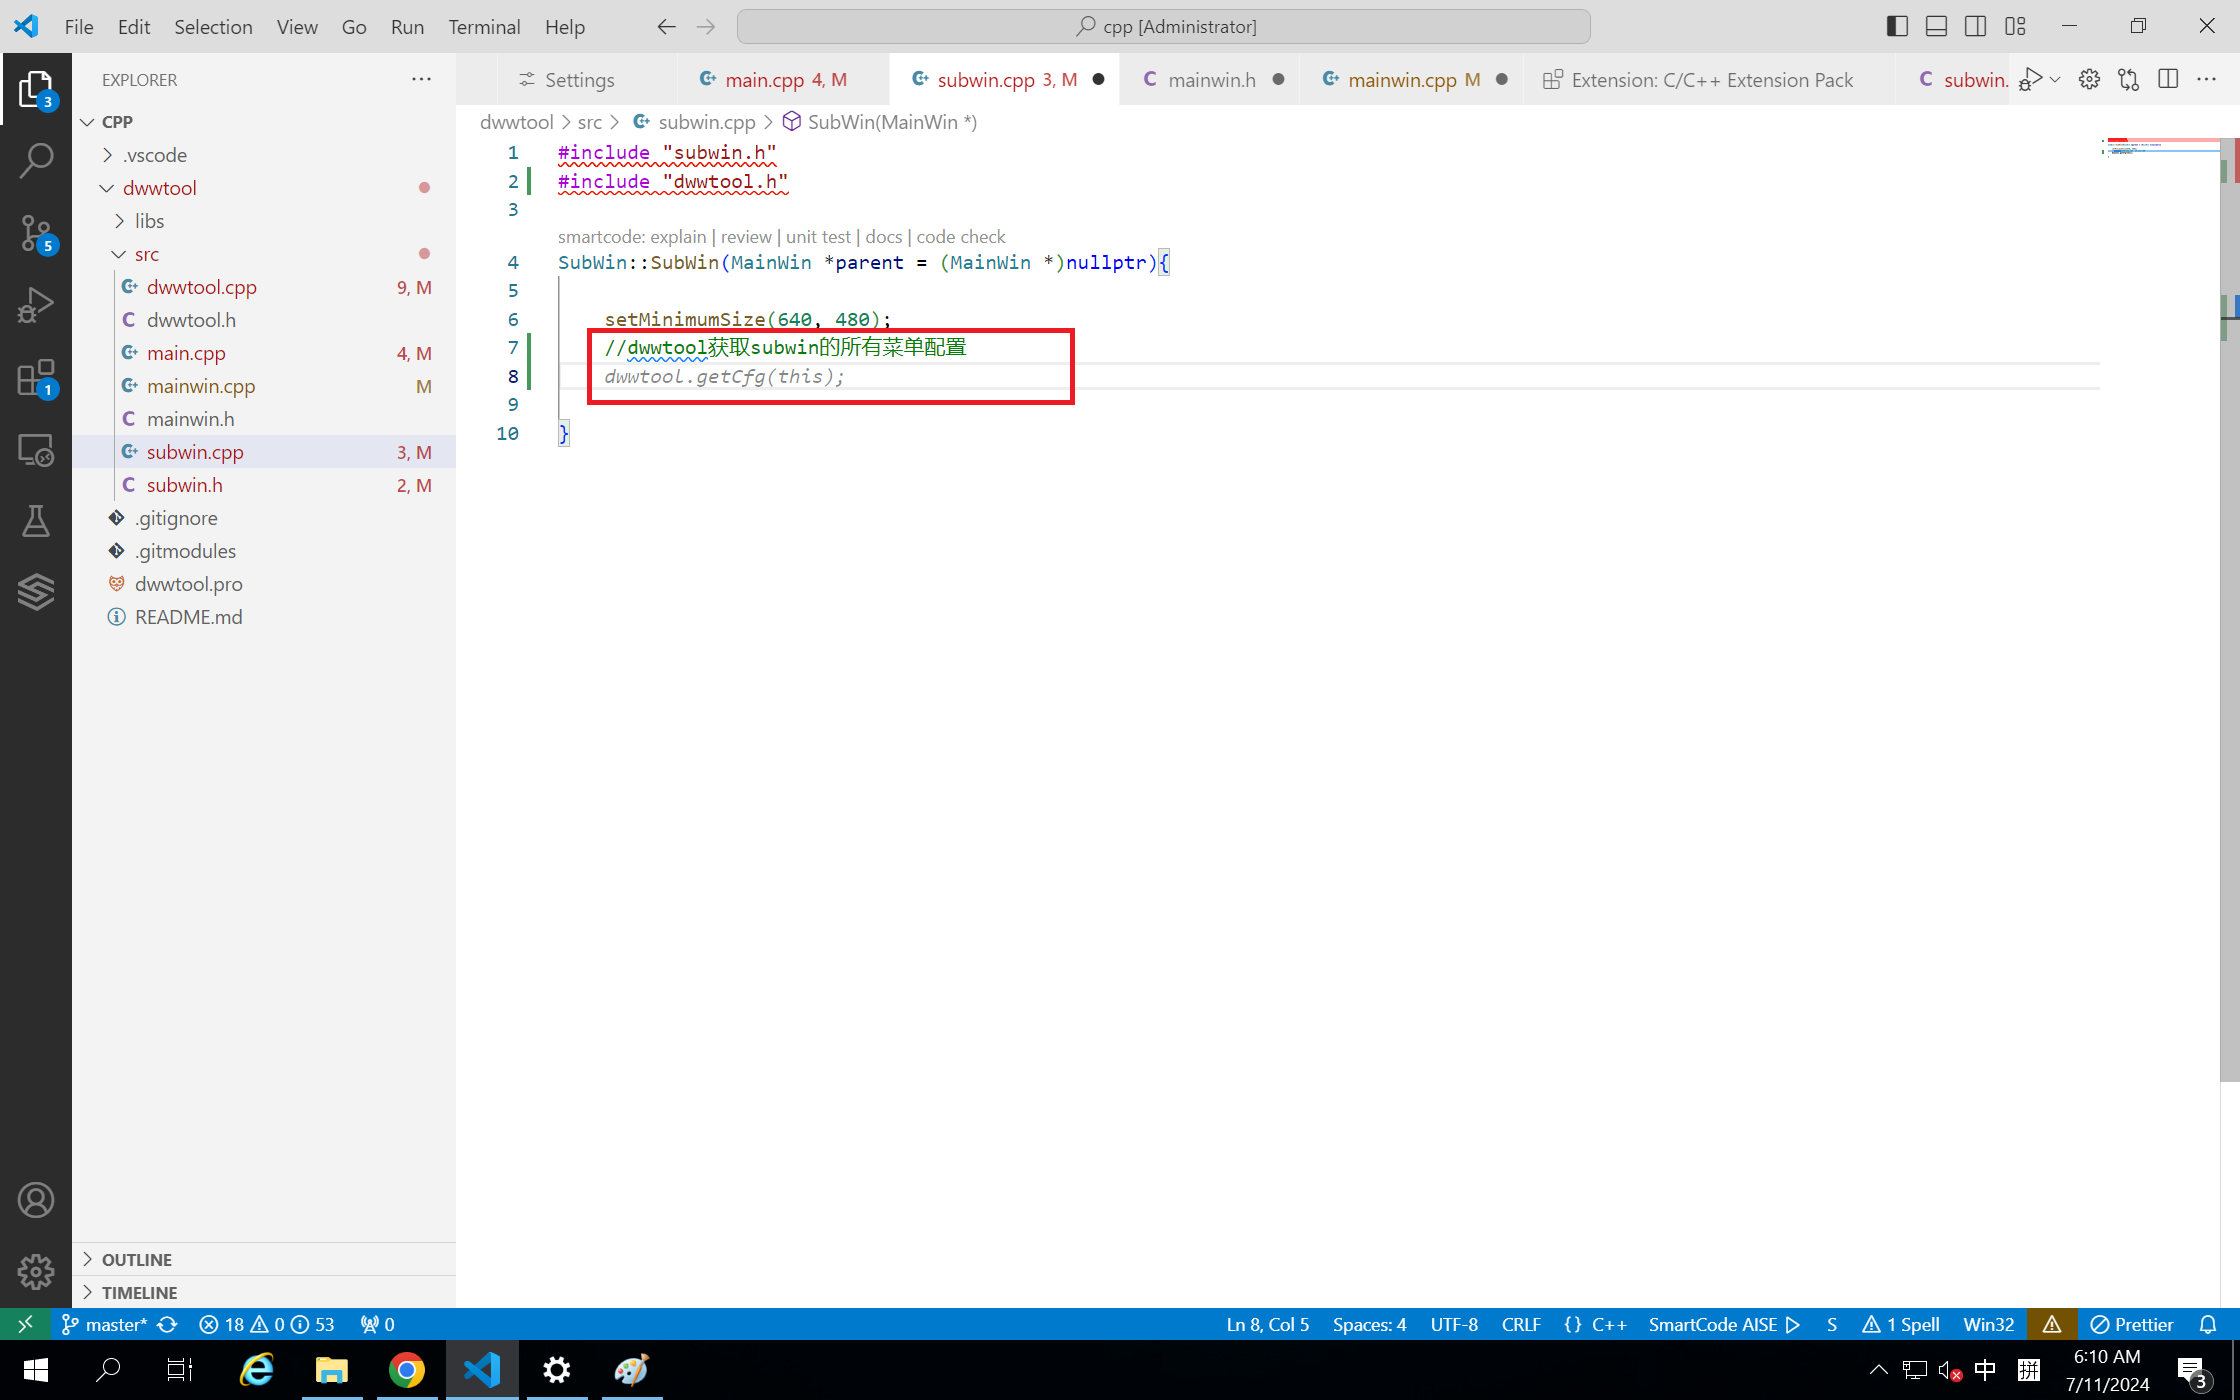 File Edit Selection View Go Run Terminal Help
cpp [Administrator]
EXPLORER
Settings
main.cpp 4, M
subwin.cpp 3, M
mainwin.h
mainwin.cpp M
Extension: C/C++ Extension Pack
subwin.
3
5
1
CPP
.vscode
dwwtool
libs
src
dwwtool.cpp 9, M
dwwtool.h
main.cpp 4, M
mainwin.cpp M
mainwin.h
subwin.cpp 3, M
subwin.h 2, M
.gitignore
.gitmodules
dwwtool.pro
README.md
OUTLINE
TIMELINE
dwwtool > src > subwin.cpp > SubWin(MainWin *)
1 #include "subwin.h"
2 #include "dwwtool.h"
3
smartcode: explain | review | unit test | docs | code check
4 SubWin::SubWin(MainWin *parent = (MainWin *)nullptr){
5
6 setMinimumSize(640, 480);
7 //dwwtool获取subwin的所有菜单配置
8 dwwtool.getCfg(this);
9
10 }
master* 18 0 53 0
Ln 8, Col 5 Spaces: 4 UTF-8 CRLF {} C++ SmartCode AISE S 1 Spell Win32 Prettier
中 拼
6:10 AM
7/11/2024
3